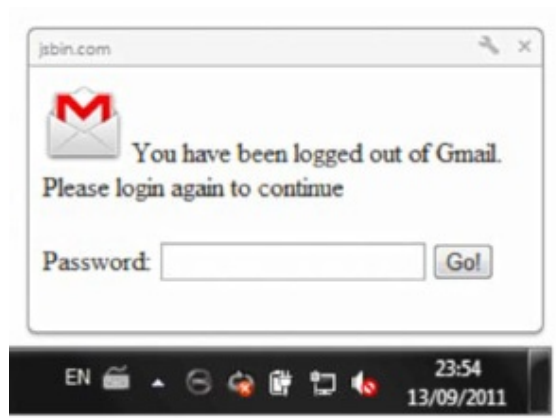 jsbin.com
You have been logged out of Gmail.
Please login again to continue
Password:
Go!
EN
23:54
13/09/2011